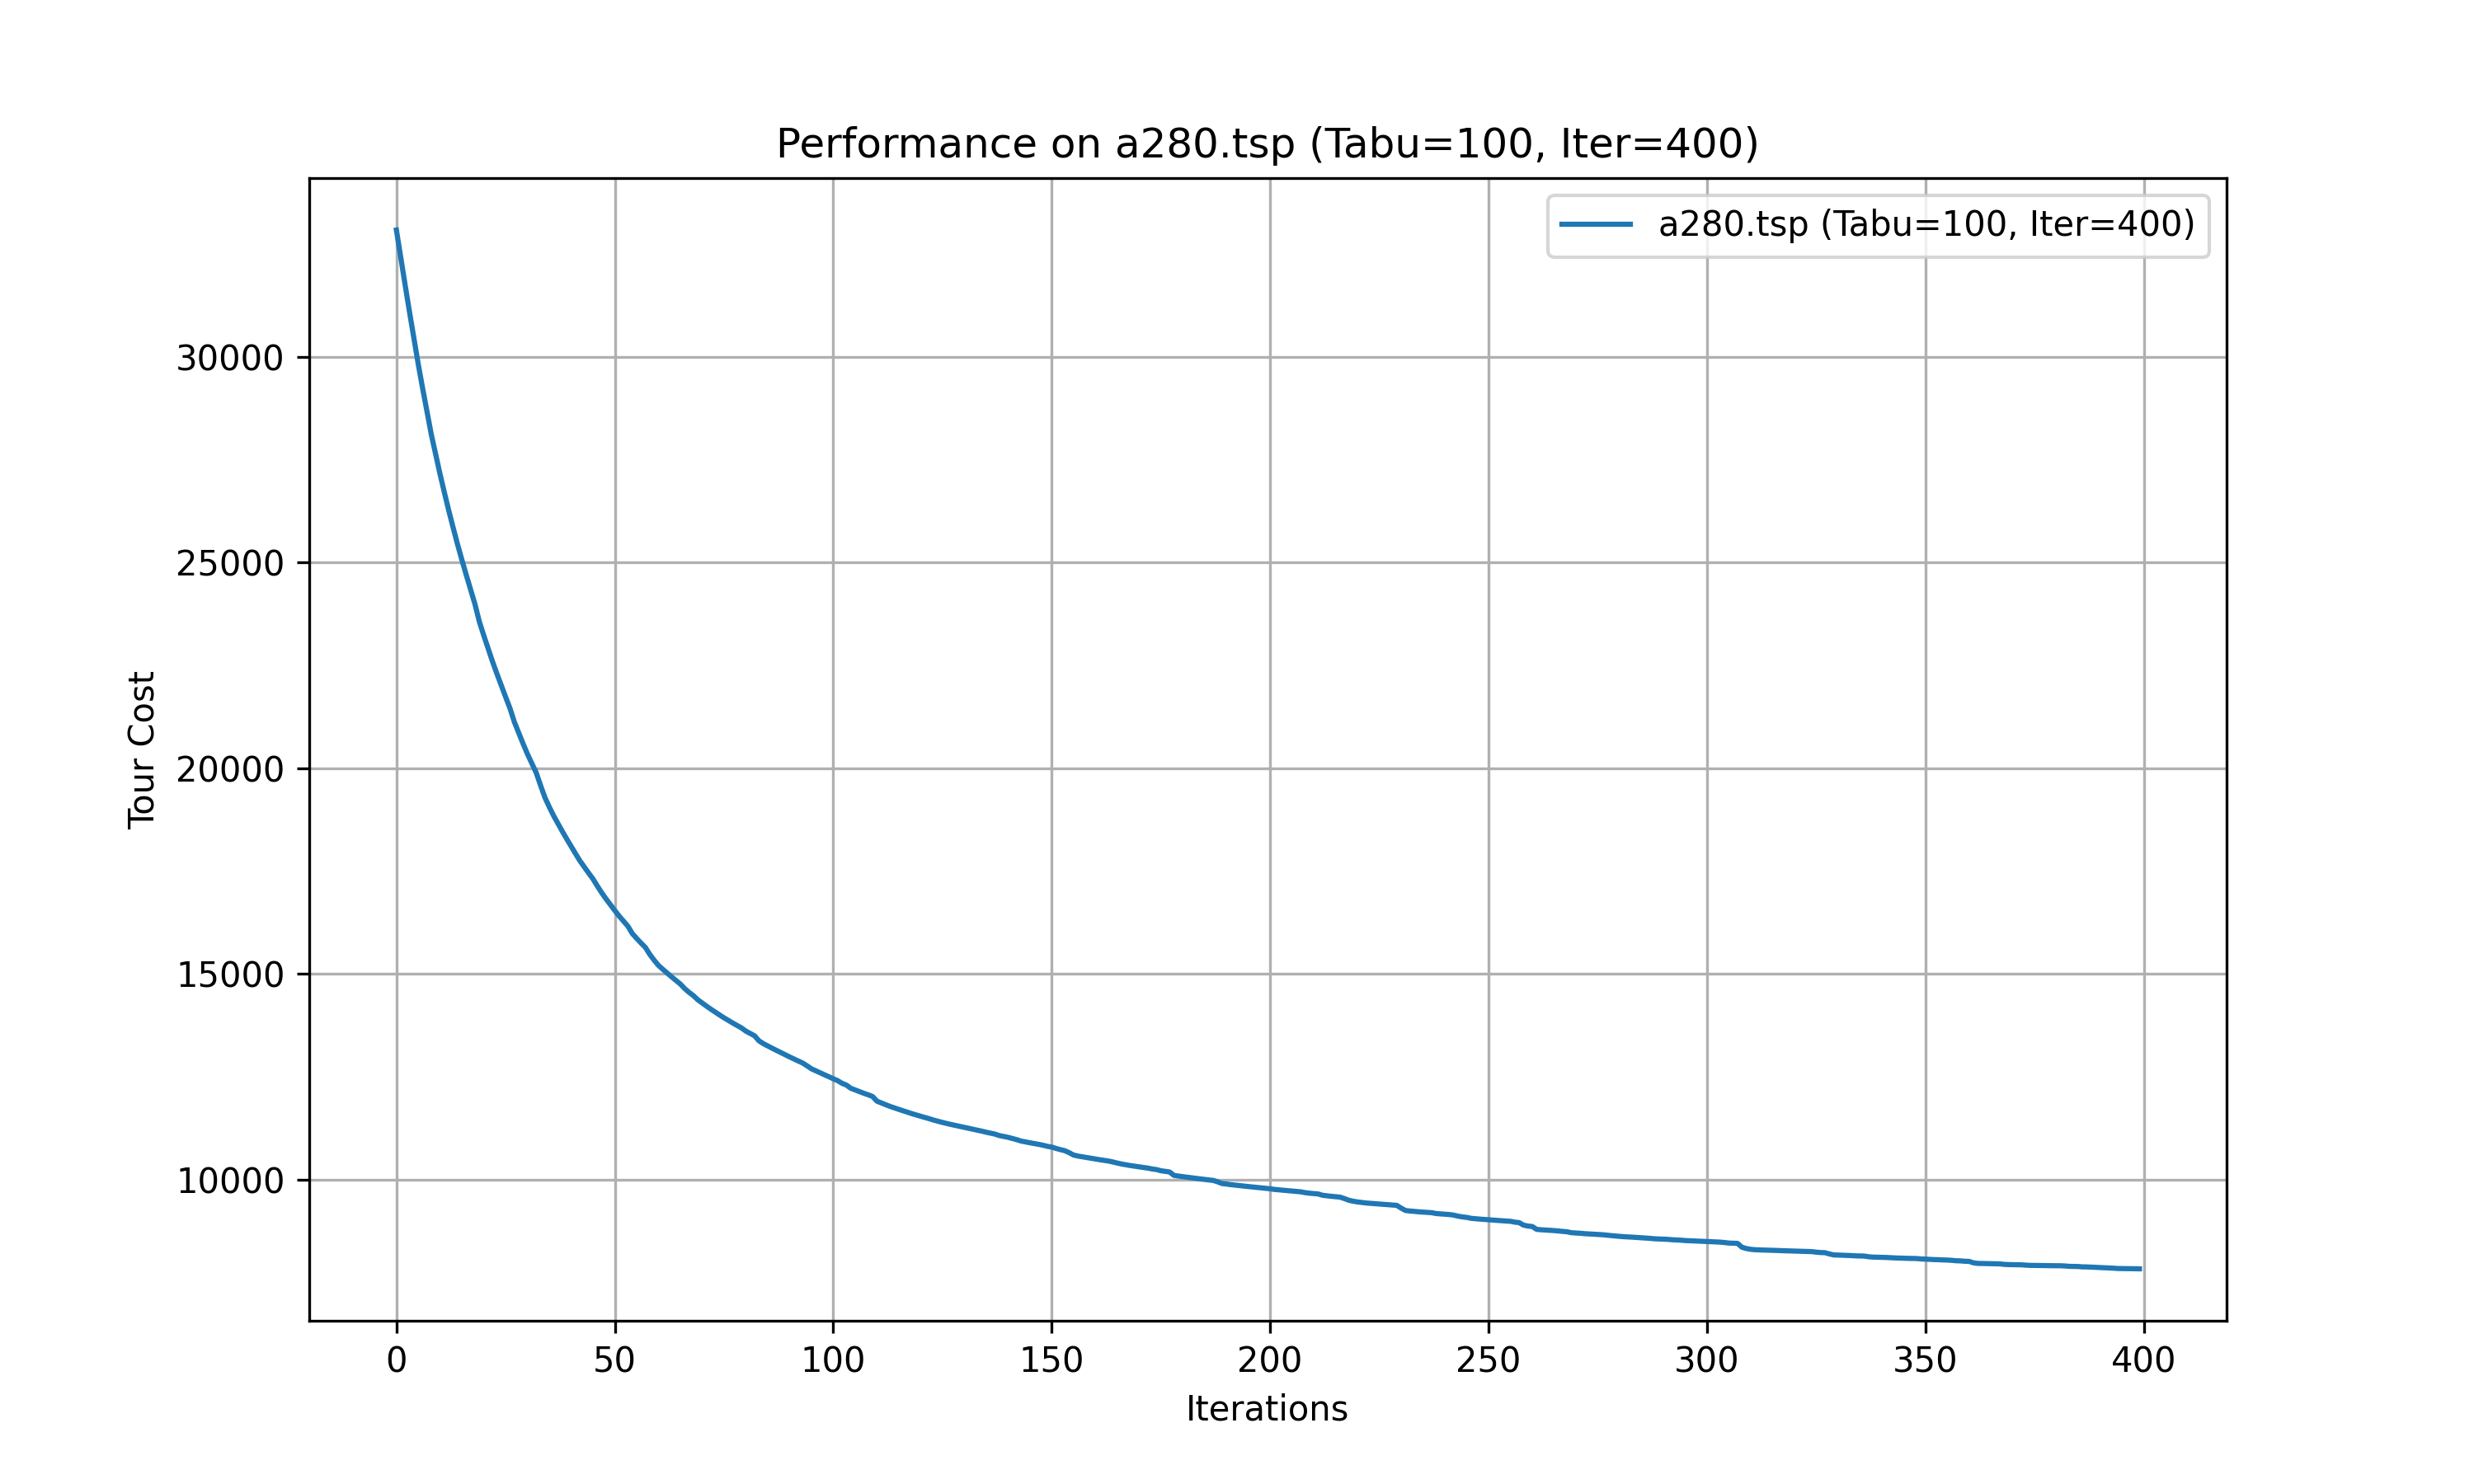 Performance on a280.tsp (Tabu=100, Iter=400)
a280.tsp (Tabu=100, Iter=400)
30000
25000
20000
15000
10000
Tour Cost
0 50 100 150 200 250 300 350 400
Iterations